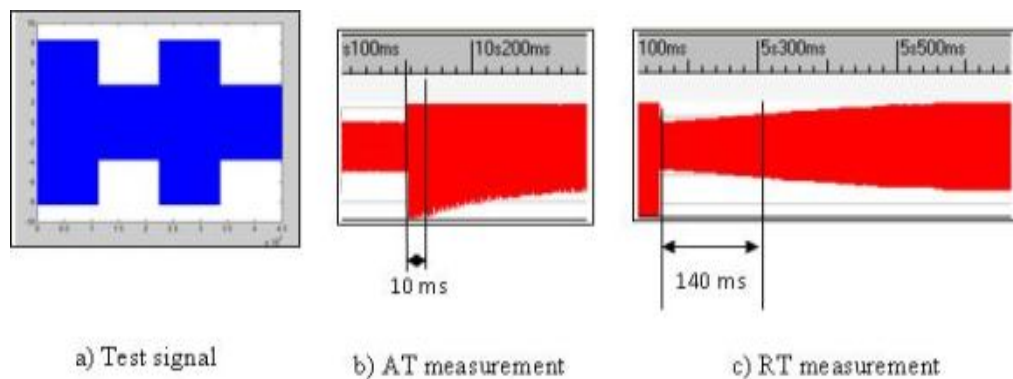 s100ms 10s200ms
100ms 5s300ms 5s500ms
10 ms
140 ms
a) Test signal
b) AT measurement
c) RT measurement